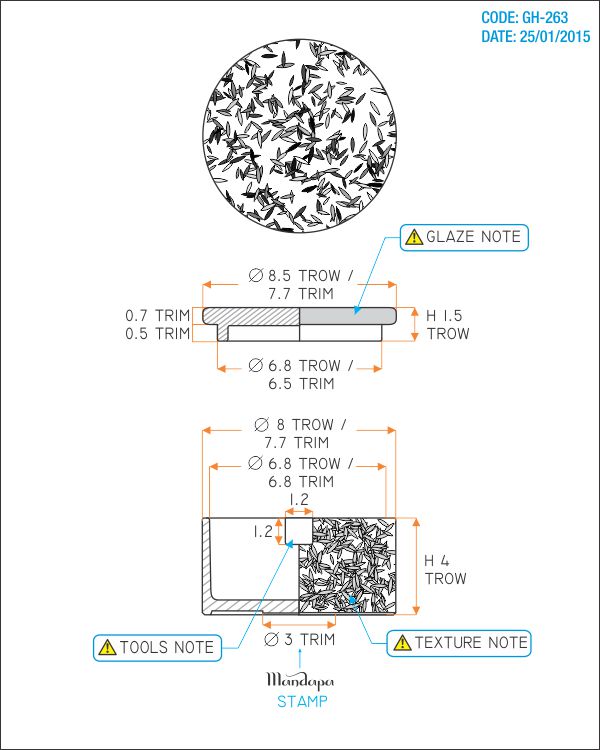 CODE: GH-263
DATE: 25/01/2015
GLAZE NOTE
∅ 8.5 TROW /
7.7 TRIM
0.7 TRIM
0.5 TRIM
H 1.5
TROW
∅ 6.8 TROW /
6.5 TRIM
∅ 8 TROW /
7.7 TRIM
∅ 6.8 TROW /
6.8 TRIM
1.2
1.2
H 4
TROW
TOOLS NOTE
∅ 3 TRIM
TEXTURE NOTE
Mandapa
STAMP